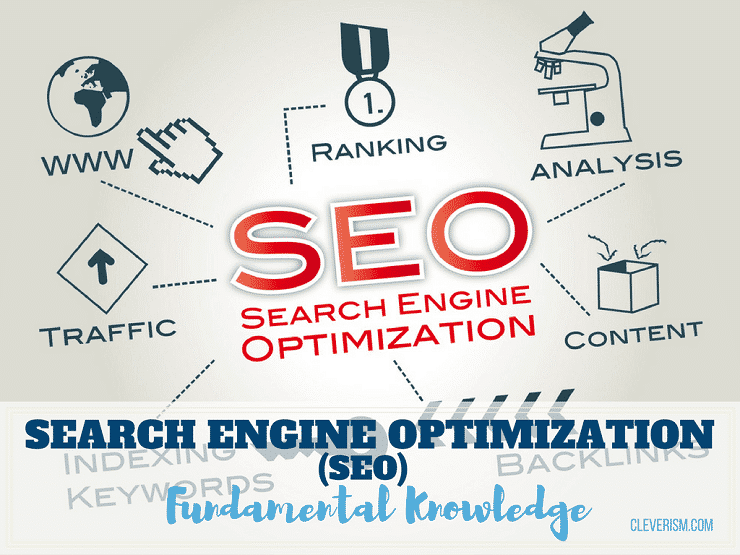 1.
RANKING
WWW
ANALYSIS
SEO
SEARCH ENGINE
OPTIMIZATION
TRAFFIC
CONTENT
SEARCH ENGINE OPTIMIZATION
(SEO)
INDEXING
KEYWORDS
BACKLINKS
Fundamental Knowledge
CLEVERISM.COM